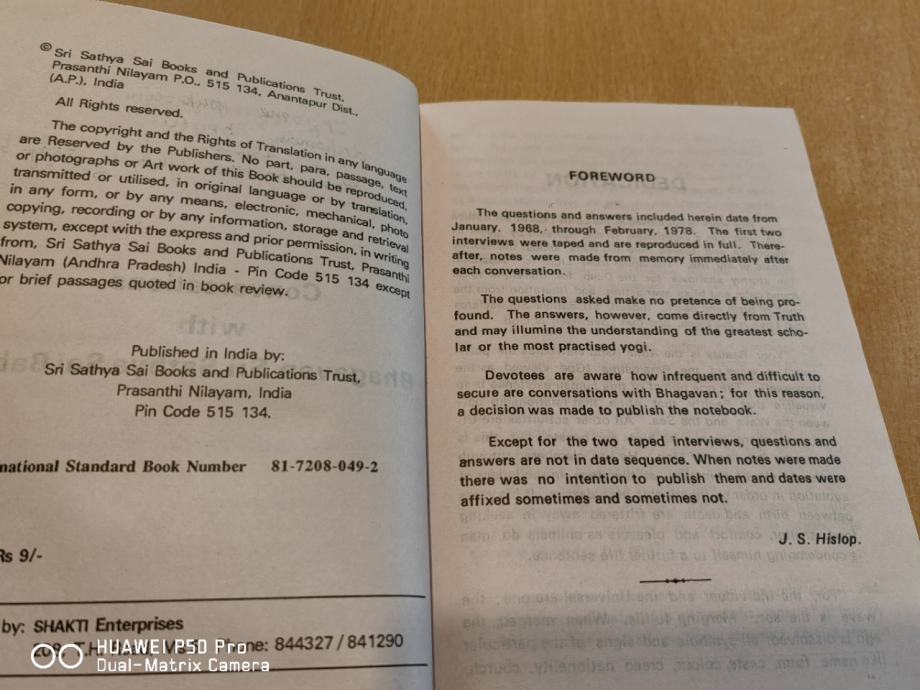 © Sri Sathya Sai Books and Publications Trust,
Prasanthi Nilayam P.O., 515 134, Anantapur Dist.,
(A.P.), India
All Rights reserved.
The copyright and the Rights of Translation in any language
are Reserved by the Publishers. No part, para, passage, text
or photographs or Art work of this Book should be reproduced,
transmitted or utilised, in original language or by translation,
in any form, or by any means, electronic, mechanical, photo
copying, recording or by any information, storage and retrieval
system, except with the express and prior permission, in writing
from, Sri Sathya Sai Books and Publications Trust, Prasanthi
Nilayam (Andhra Pradesh) India - Pin Code 515 134 except
or brief passages quoted in book review.
Published in India by:
Sri Sathya Sai Books and Publications Trust,
Prasanthi Nilayam, India
Pin Code 515 134.
national Standard Book Number 81-7208-049-2
Rs 9/-
by: SHAKTI Enterprises
Phone: 844327 / 841290
FOREWORD
The questions and answers included herein date from
January, 1968, through February, 1978. The first two
interviews were taped and are reproduced in full. There-
after, notes were made from memory immediately after
each conversation.
The questions asked make no pretence of being pro-
found. The answers, however, come directly from Truth
and may illumine the understanding of the greatest scho-
lar or the most practised yogi.
Devotees are aware how infrequent and difficult to
secure are conversations with Bhagavan; for this reason,
a decision was made to publish the notebook.
Except for the two taped interviews, questions and
answers are not in date sequence. When notes were made
there was no intention to publish them and dates were
affixed sometimes and sometimes not.
J. S. Hislop.
HUAWEI P50 Pro
Dual-Matrix Camera